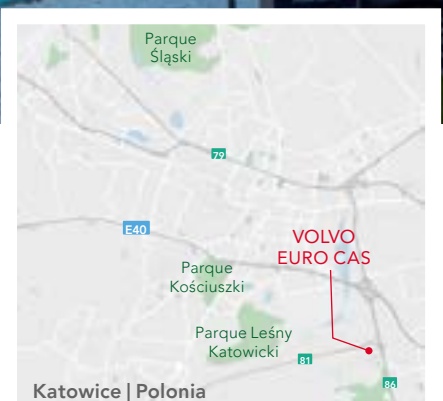 Parque
Śląski
79
E40
VOLVO
EURO CAS
Parque
Kościuszki
Parque Leśny
Katowicki
81
86
Katowice | Polonia